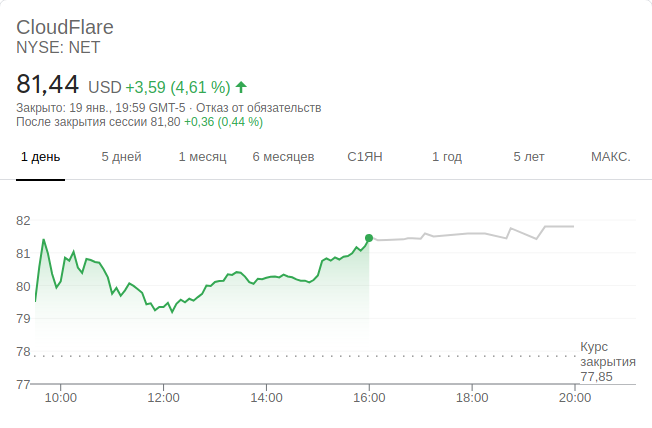 CloudFlare
NYSE: NET
81,44 USD +3,59 (4,61 %)
Закрыто: 19 янв., 19:59 GMT-5 · Отказ от обязательств
После закрытия сессии 81,80 +0,36 (0,44 %)
1 день 5 дней 1 месяц 6 месяцев С1ЯН 1 год 5 лет МАКС.
82
81
80
79
78
77
Курс
закрытия
77,85
10:00 12:00 14:00 16:00 18:00 20:00